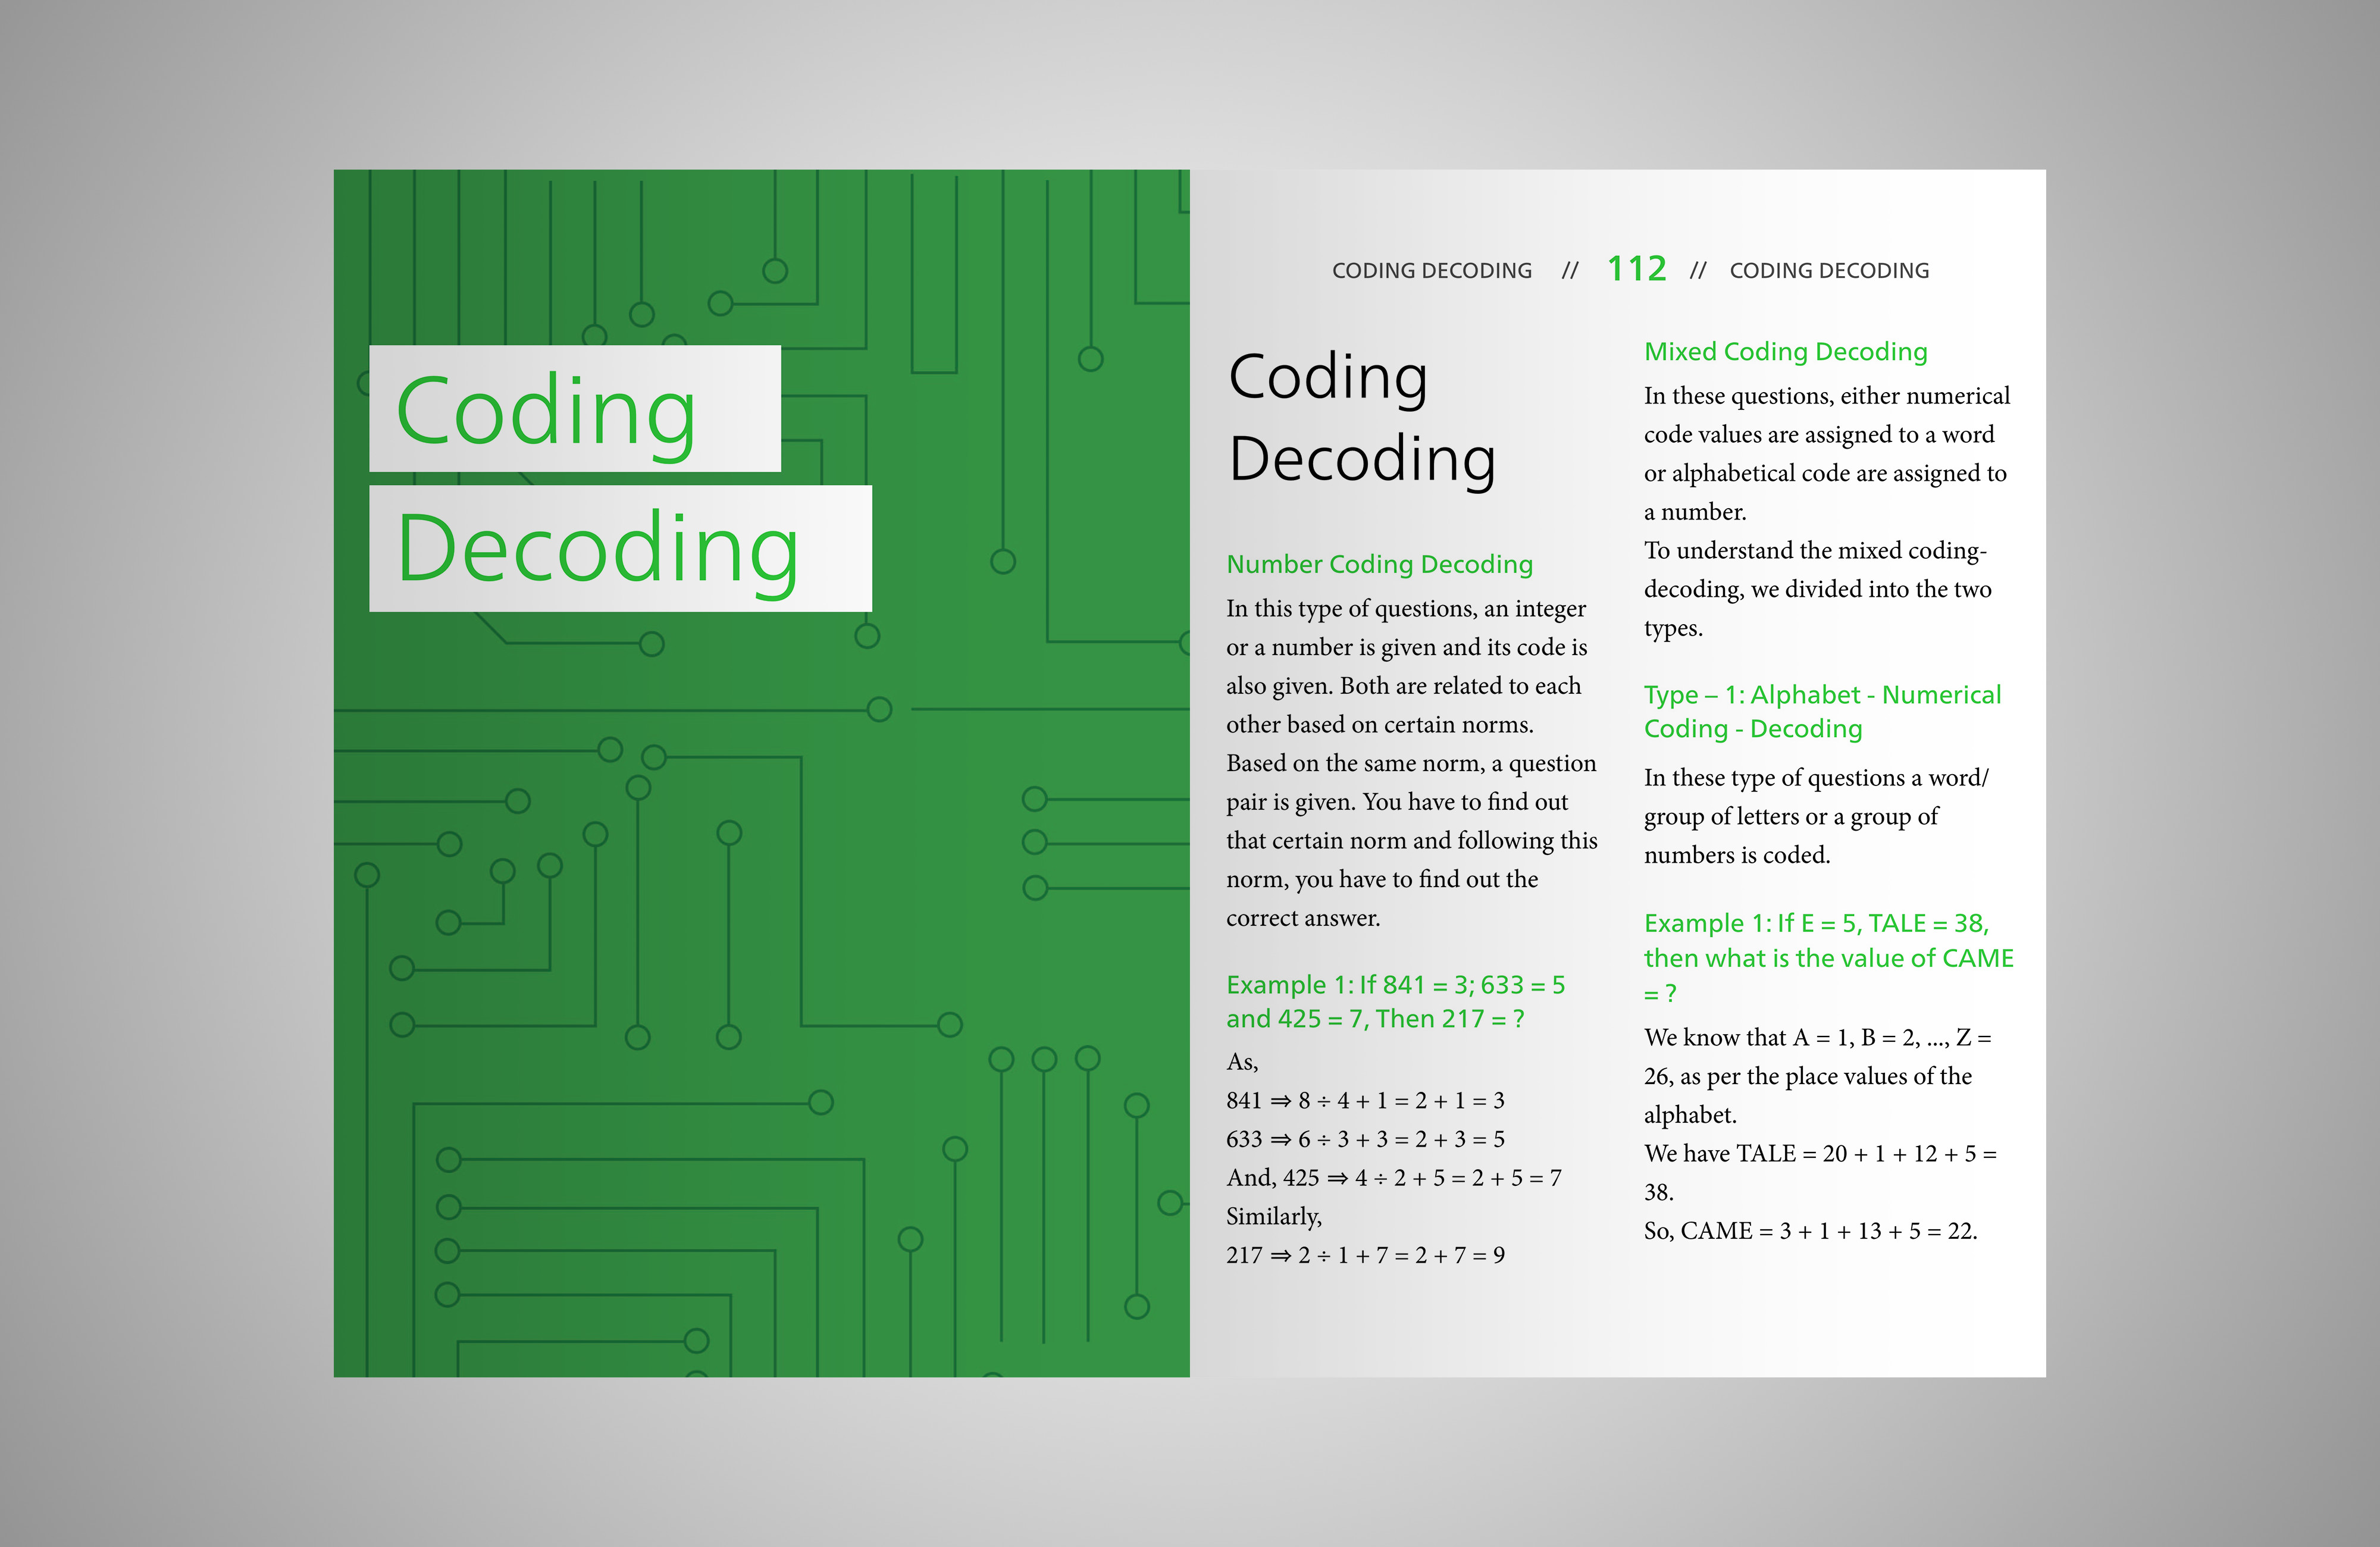 Coding
Decoding
CODING DECODING // 112 // CODING DECODING
Coding
Decoding
Number Coding Decoding
In this type of questions, an integer
or a number is given and its code is
also given. Both are related to each
other based on certain norms.
Based on the same norm, a question
pair is given. You have to find out
that certain norm and following this
norm, you have to find out the
correct answer.
Example 1: If 841 = 3; 633 = 5
and 425 = 7, Then 217 = ?
As,
841 ⇒ 8 ÷ 4 + 1 = 2 + 1 = 3
633 ⇒ 6 ÷ 3 + 3 = 2 + 3 = 5
And, 425 ⇒ 4 ÷ 2 + 5 = 2 + 5 = 7
Similarly,
217 ⇒ 2 ÷ 1 + 7 = 2 + 7 = 9
Mixed Coding Decoding
In these questions, either numerical
code values are assigned to a word
or alphabetical code are assigned to
a number.
To understand the mixed coding-
decoding, we divided into the two
types.
Type – 1: Alphabet - Numerical
Coding - Decoding
In these type of questions a word/
group of letters or a group of
numbers is coded.
Example 1: If E = 5, TALE = 38,
then what is the value of CAME
= ?
We know that A = 1, B = 2, ..., Z =
26, as per the place values of the
alphabet.
We have TALE = 20 + 1 + 12 + 5 =
38.
So, CAME = 3 + 1 + 13 + 5 = 22.